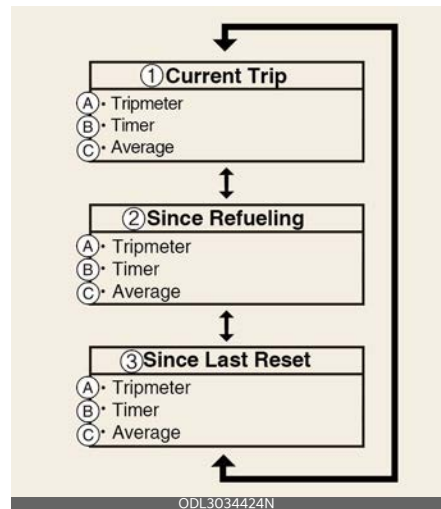 ①Current Trip
Ⓐ• Tripmeter
Ⓑ• Timer
Ⓒ• Average
②Since Refueling
Ⓐ• Tripmeter
Ⓑ• Timer
Ⓒ• Average
③Since Last Reset
Ⓐ• Tripmeter
Ⓑ• Timer
Ⓒ• Average
ODL3034424N